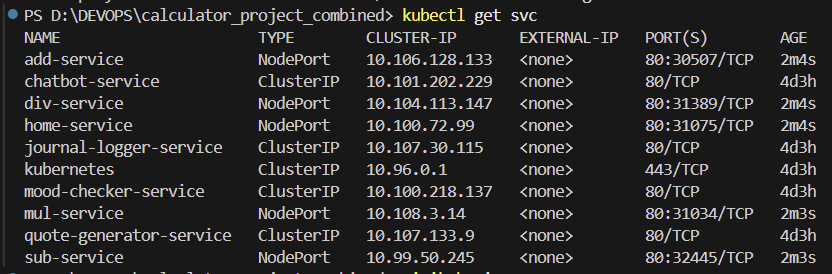 PS D:\DEVOPS\calculator_project_combined> kubectl get svc
NAME TYPE CLUSTER-IP EXTERNAL-IP PORT(S) AGE
add-service NodePort 10.106.128.133 <none> 80:30507/TCP 2m4s
chatbot-service ClusterIP 10.101.202.229 <none> 80/TCP 4d3h
div-service NodePort 10.104.113.147 <none> 80:31389/TCP 2m4s
home-service NodePort 10.100.72.99 <none> 80:31075/TCP 2m4s
journal-logger-service ClusterIP 10.107.30.115 <none> 80/TCP 4d3h
kubernetes ClusterIP 10.96.0.1 <none> 443/TCP 4d3h
mood-checker-service ClusterIP 10.100.218.137 <none> 80/TCP 4d3h
mul-service NodePort 10.108.3.14 <none> 80:31034/TCP 2m3s
quote-generator-service ClusterIP 10.107.133.9 <none> 80/TCP 4d3h
sub-service NodePort 10.99.50.245 <none> 80:32445/TCP 2m3s